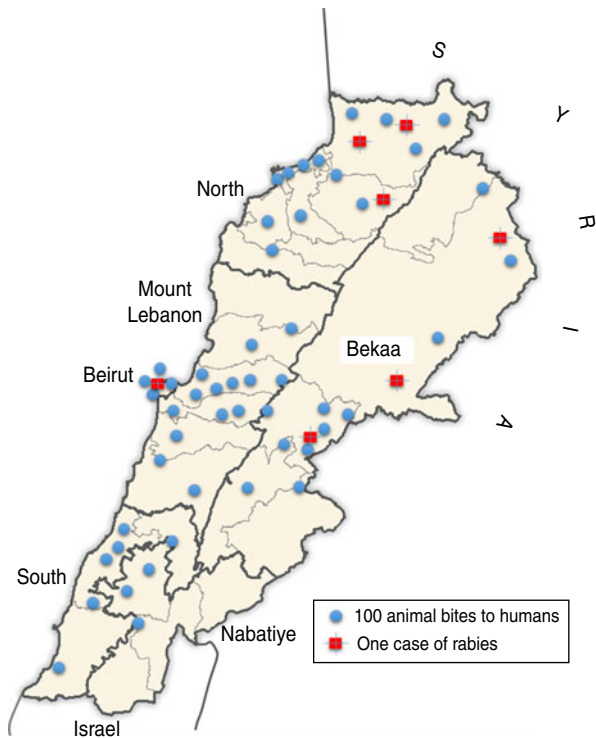 S
Y
R
I
A
North
Mount
Lebanon
Bekaa
Beirut
South
Nabatiye
Israel
100 animal bites to humans
One case of rabies